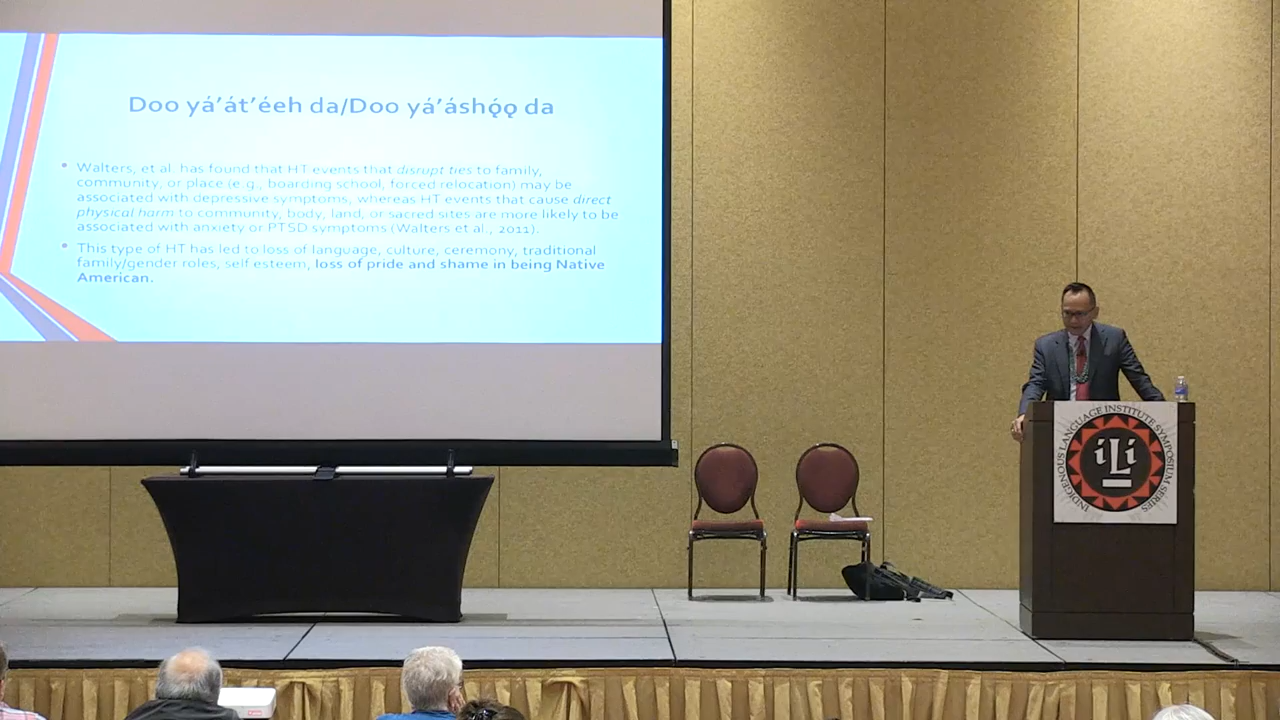 Doo yá'át'ééh da/Doo yá'áshǫ́ǫ da
• Walters, et al. has found that HT events that disrupt ties to family,
community, or place (e.g., boarding school, forced relocation) may be
associated with depressive symptoms, whereas HT events that cause direct
physical harm to community, body, land, or sacred sites are more likely to be
associated with anxiety or PTSD symptoms (Walters et al., 2011).
• This type of HT has led to loss of language, culture, ceremony, traditional
family/gender roles, self esteem, loss of pride and shame in being Native
American.
INDIGENOUS LANGUAGE INSTITUTE SYMPOSIUM SERIES
iLi